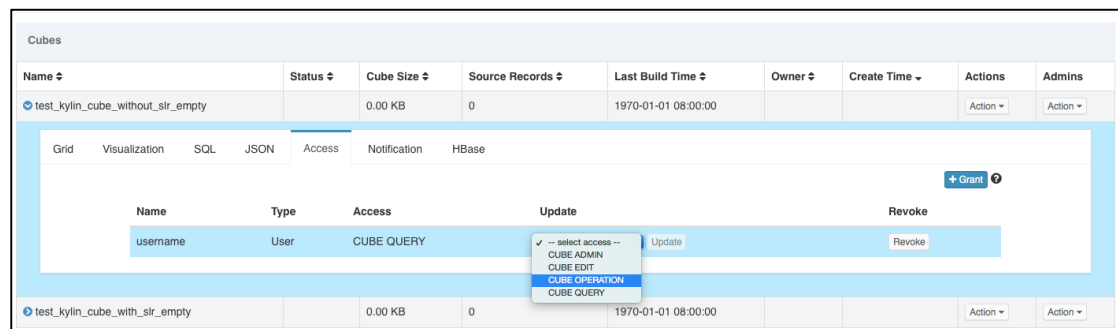 Cubes
Name Status Cube Size Source Records Last Build Time Owner Create Time Actions Admins
test_kylin_cube_without_slr_empty 0.00 KB 0 1970-01-01 08:00:00 Action Action
Grid Visualization SQL JSON Access Notification HBase
+ Grant ?
Name Type Access Update Revoke
username User CUBE QUERY ✓ -- select access -- Update Revoke
CUBE ADMIN
CUBE EDIT
CUBE OPERATION
CUBE QUERY
test_kylin_cube_with_slr_empty 0.00 KB 0 1970-01-01 08:00:00 Action Action